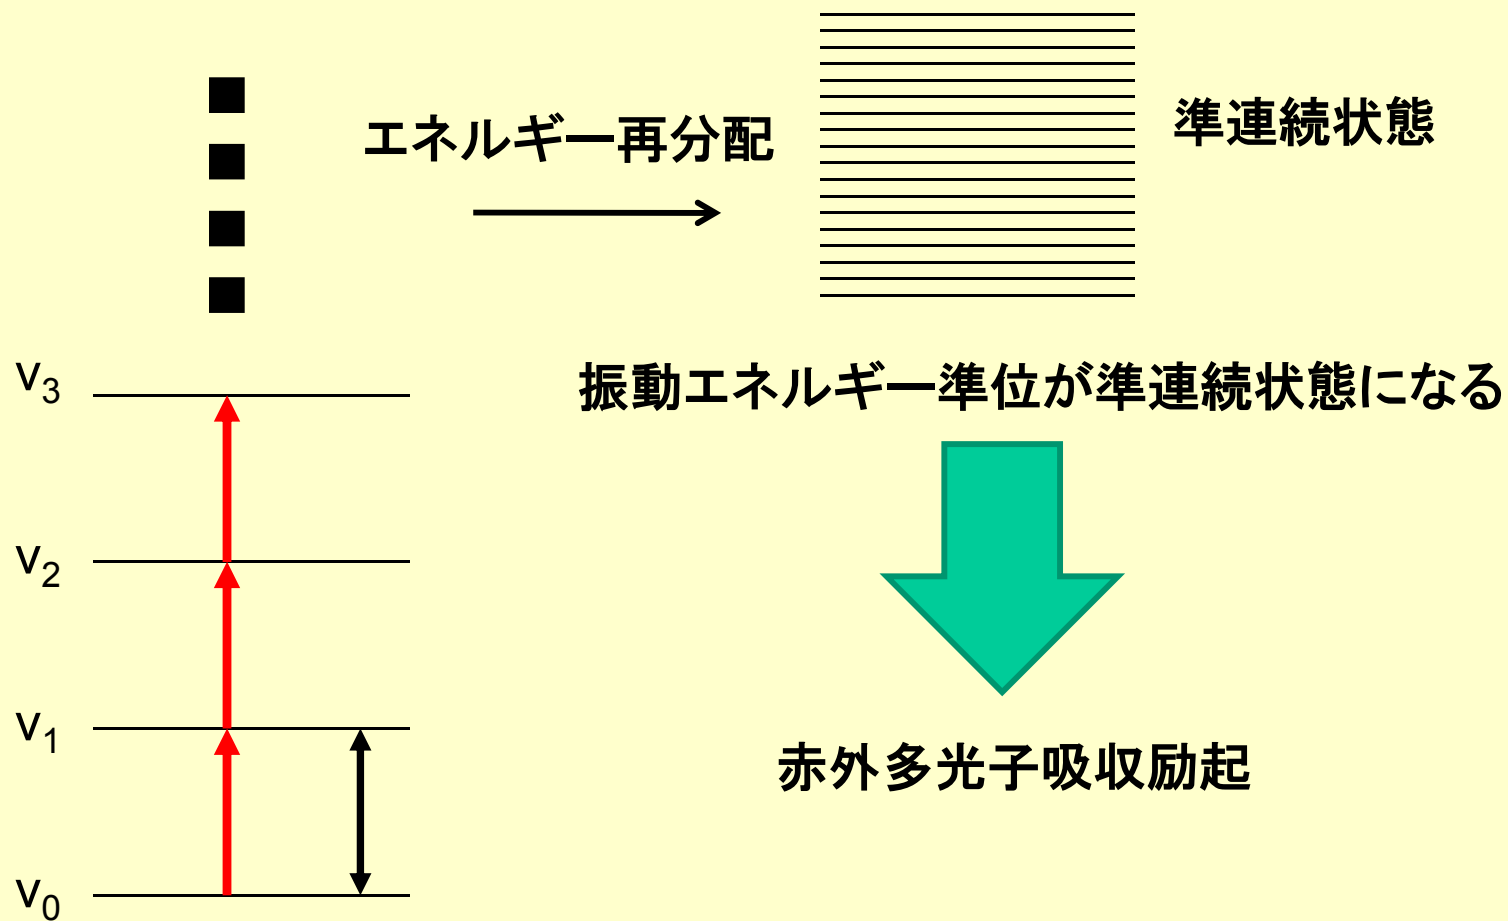 エネルギー再分配
準連続状態
振動エネルギー準位が準連続状態になる
赤外多光子吸収励起
v₃
v₂
v₁
v₀